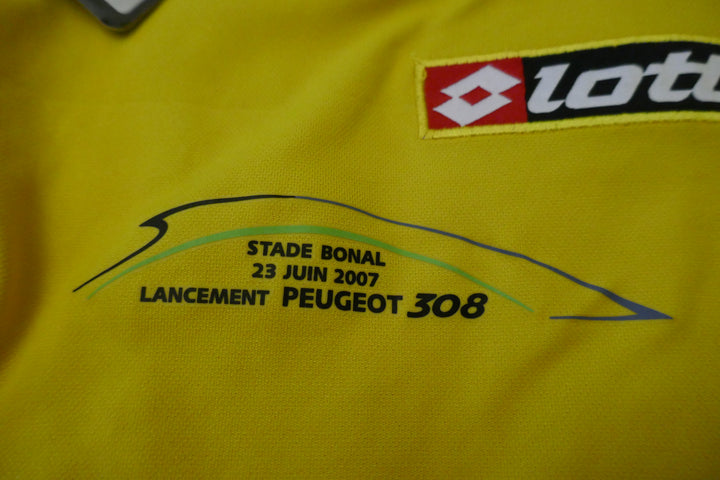 lotto
STADE BONAL
23 JUIN 2007
LANCEMENT PEUGEOT 308